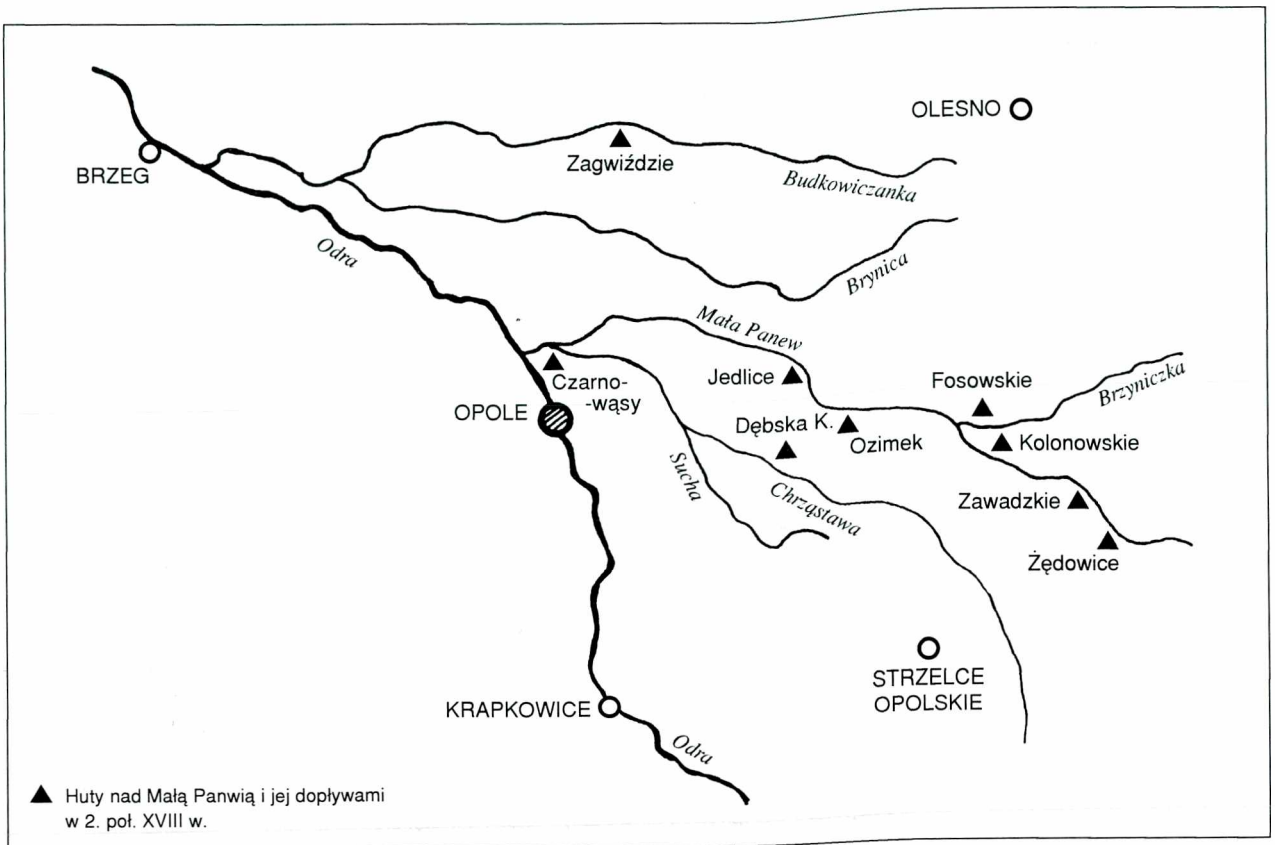 OLESNO
BRZEG
Zagwiździe
Budkowiczanka
Odra
Brynica
Mała Panew
Jedlice
Fosowskie
Brzyniczka
Czarno-
-wąsy
OPOLE
Dębska K.
Ozimek
Kolonowskie
Sucha
Chrząstawa
Zawadzkie
Żędowice
STRZELCE
OPOLSKIE
KRAPKOWICE
Odra
Huty nad Małą Panwią i jej dopływami
w 2. poł. XVIII w.